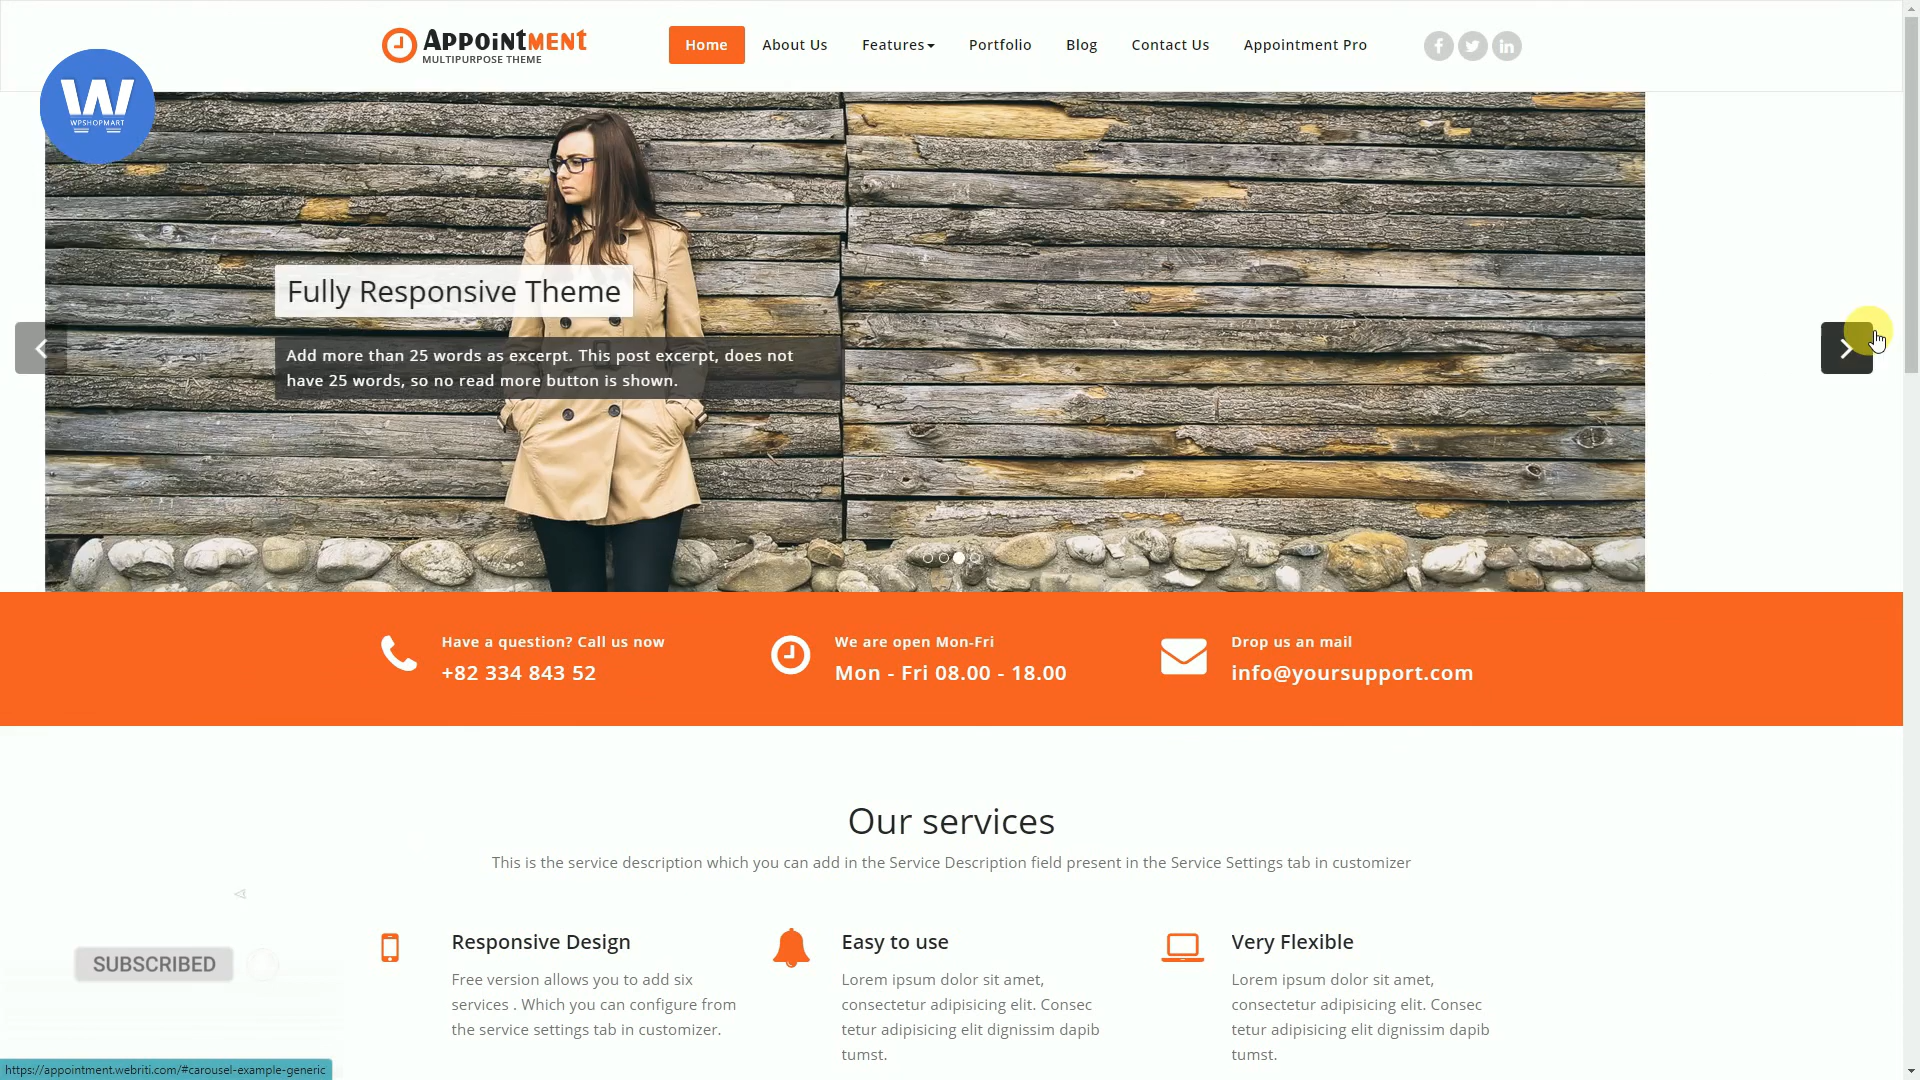 Appointment
MULTIPURPOSE THEME
Home
About Us
Features
Portfolio
Blog
Contact Us
Appointment Pro
W
WPSHOPMART
Fully Responsive Theme
Add more than 25 words as excerpt. This post excerpt, does not
have 25 words, so no read more button is shown.
Have a question? Call us now
+82 334 843 52
We are open Mon-Fri
Mon - Fri 08.00 - 18.00
Drop us an mail
info@yoursupport.com
Our services
This is the service description which you can add in the Service Description field present in the Service Settings tab in customizer
Responsive Design
Free version allows you to add six
services . Which you can configure from
the service settings tab in customizer.
Easy to use
Lorem ipsum dolor sit amet,
consectetur adipisicing elit. Consec
tetur adipisicing elit dignissim dapib
tumst.
Very Flexible
Lorem ipsum dolor sit amet,
consectetur adipisicing elit. Consec
tetur adipisicing elit dignissim dapib
tumst.
SUBSCRIBED
https://appointment.webriti.com/#carousel-example-generic